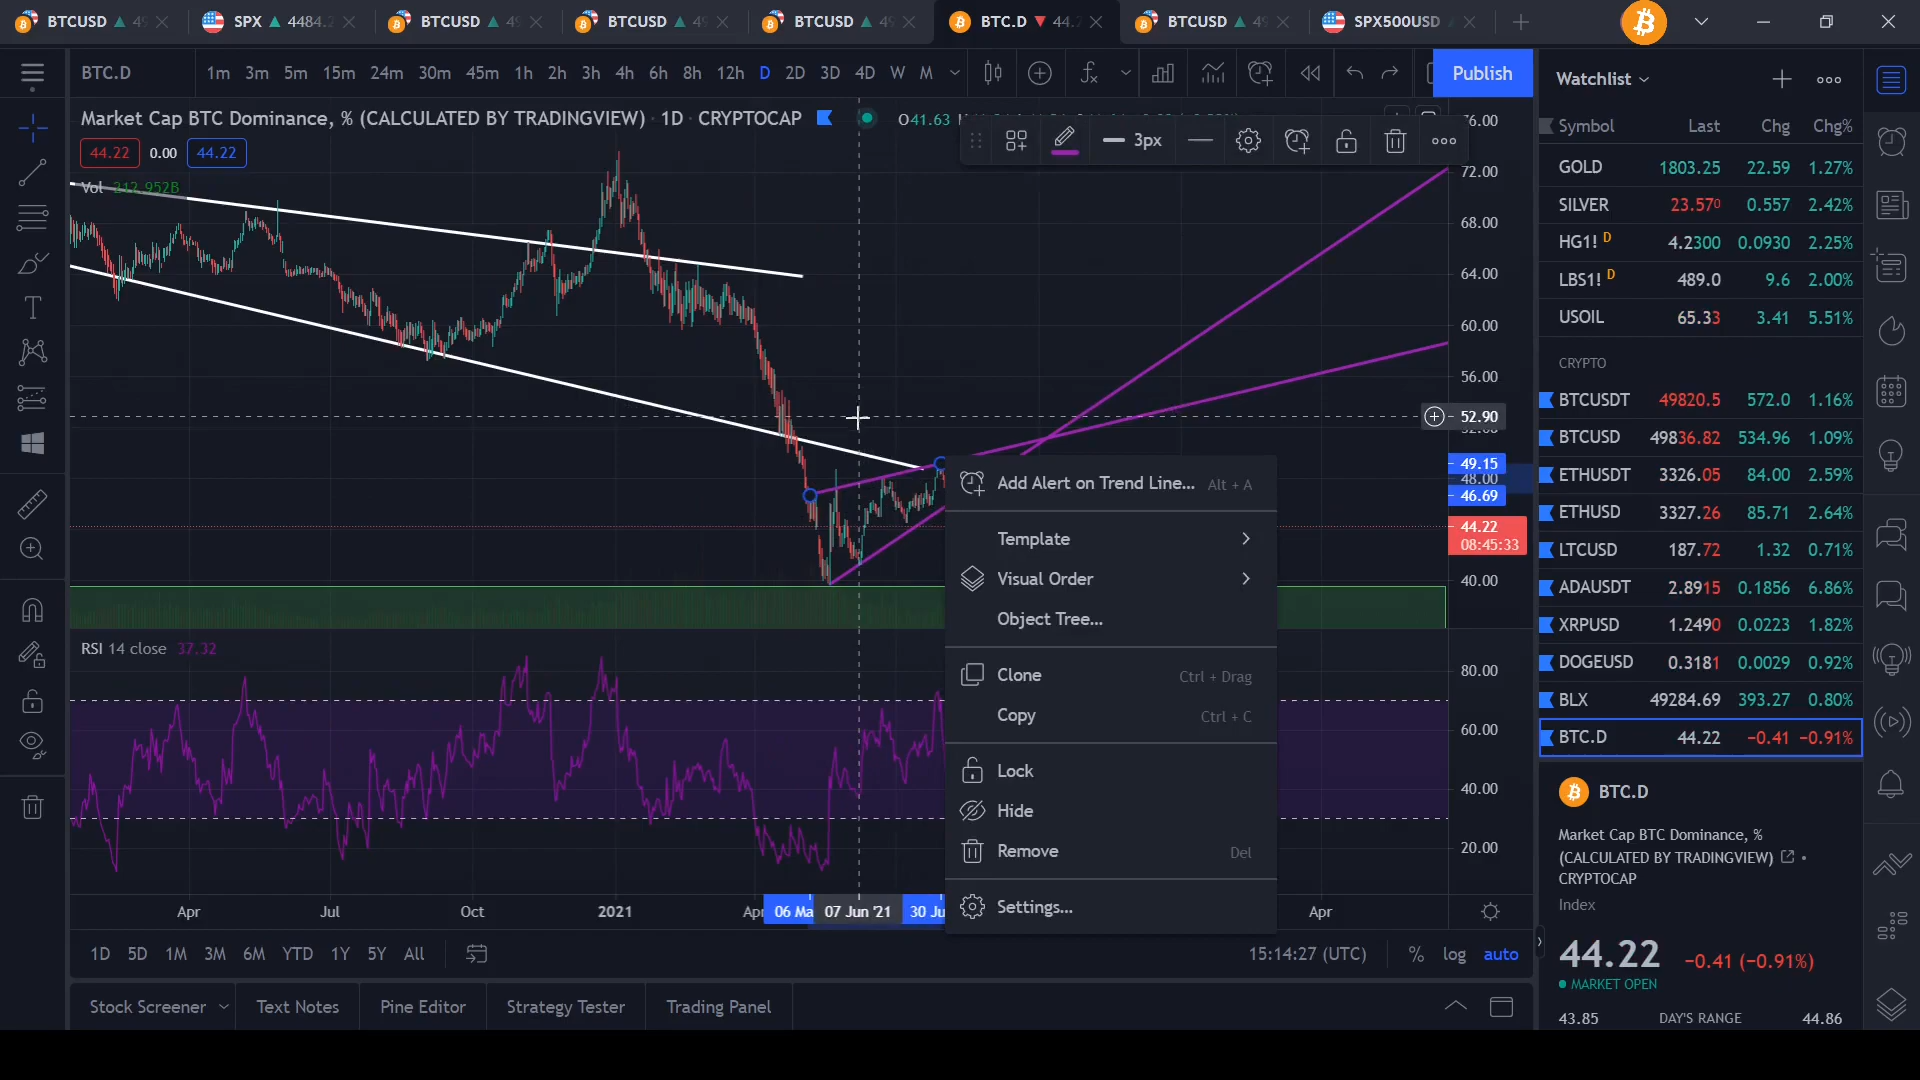 BTCUSD
SPX 4484.
BTCUSD
BTCUSD
BTCUSD
BTC.D 44.
BTCUSD
SPX500USD
BTC.D
1m 3m 5m 15m 24m 30m 45m 1h 2h 3h 4h 6h 8h 12h D 2D 3D 4D W M
Publish
Market Cap BTC Dominance, % (CALCULATED BY TRADINGVIEW) · 1D · CRYPTOCAP
O41.63
44.22 0.00 44.22
3px
Vol 212.952B
76.00
72.00
68.00
64.00
60.00
56.00
52.90
49.15
48.00
46.69
44.22
08:45:33
40.00
Add Alert on Trend Line... Alt + A
Template
Visual Order
Object Tree...
Clone Ctrl + Drag
Copy Ctrl + C
Lock
Hide
Remove Del
Settings...
RSI 14 close 37.32
80.00
60.00
40.00
20.00
Apr Jul Oct 2021 Apr 06 Ma 07 Jun '21 30 Ju Apr
1D 5D 1M 3M 6M YTD 1Y 5Y All
15:14:27 (UTC) % log auto
Stock Screener Text Notes Pine Editor Strategy Tester Trading Panel
Watchlist
Symbol Last Chg Chg%
GOLD 1803.25 22.59 1.27%
SILVER 23.570 0.557 2.42%
HG1! D 4.2300 0.0930 2.25%
LBS1! D 489.0 9.6 2.00%
USOIL 65.33 3.41 5.51%
CRYPTO
BTCUSDT 49820.5 572.0 1.16%
BTCUSD 49836.82 534.96 1.09%
ETHUSDT 3326.05 84.00 2.59%
ETHUSD 3327.26 85.71 2.64%
LTCUSD 187.72 1.32 0.71%
ADAUSDT 2.8915 0.1856 6.86%
XRPUSD 1.2490 0.0223 1.82%
DOGEUSD 0.3181 0.0029 0.92%
BLX 49284.69 393.27 0.80%
BTC.D 44.22 −0.41 −0.91%
BTC.D
Market Cap BTC Dominance, %
(CALCULATED BY TRADINGVIEW) •
CRYPTOCAP
Index
44.22 −0.41 (−0.91%)
MARKET OPEN
43.85 DAY'S RANGE 44.86